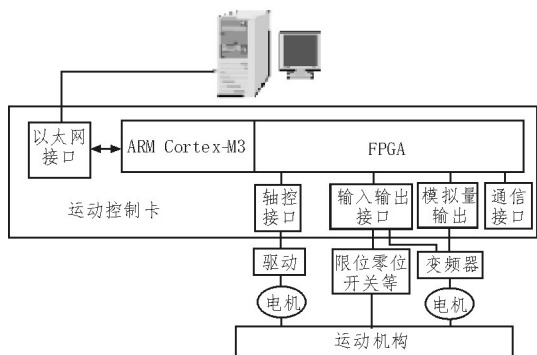 以太网
接口
ARM Cortex-M3
FPGA
运动控制卡
轴控
接口
输入输出
接口
模拟量
输出
通信
接口
驱动
限位零位
开关等
变频器
电机
电机
运动机构